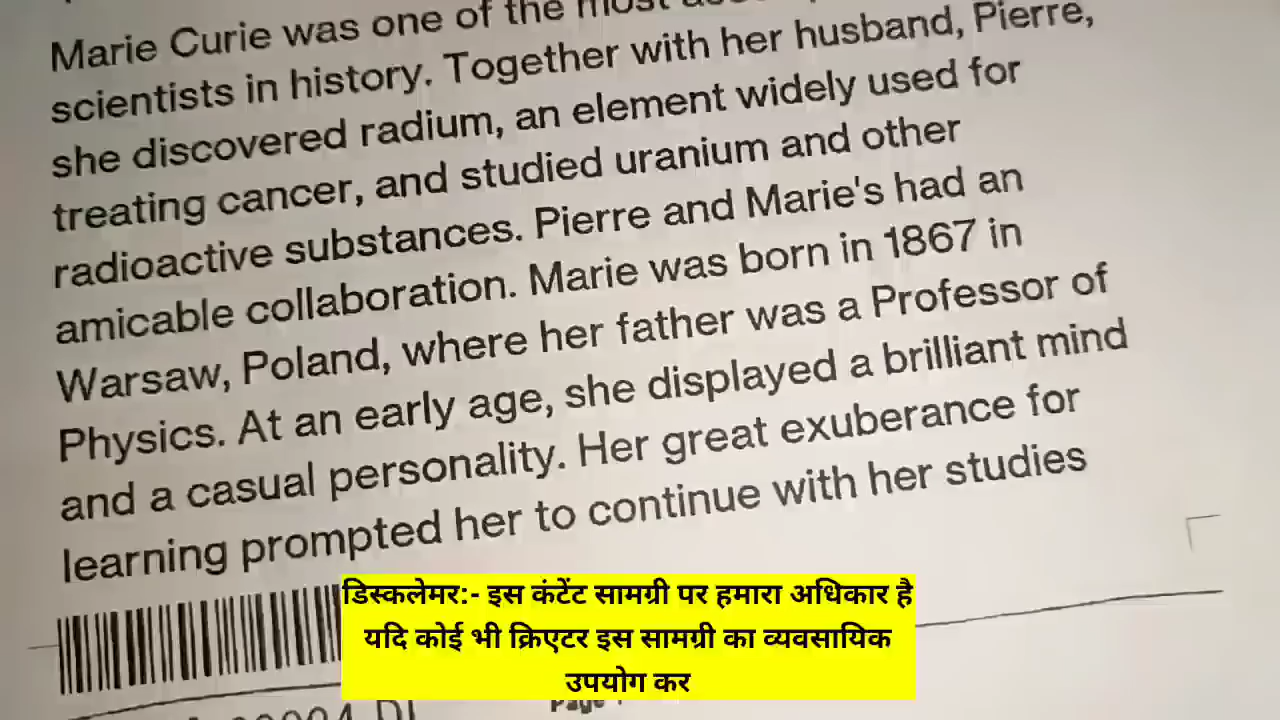 Marie Curie was one of the most
scientists in history. Together with her husband, Pierre,
she discovered radium, an element widely used for
treating cancer, and studied uranium and other
radioactive substances. Pierre and Marie's had an
amicable collaboration. Marie was born in 1867 in
Warsaw, Poland, where her father was a Professor of
Physics. At an early age, she displayed a brilliant mind
and a casual personality. Her great exuberance for
learning prompted her to continue with her studies
डिस्कलेमर:- इस कंटेंट सामग्री पर हमारा अधिकार है
यदि कोई भी क्रिएटर इस सामग्री का व्यवसायिक
उपयोग कर
Page